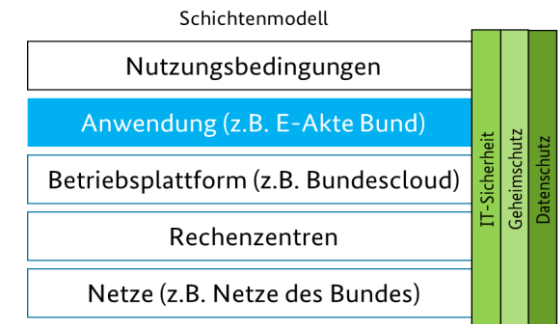 Schichtenmodell
Nutzungsbedingungen
Anwendung (z.B. E-Akte Bund)
Betriebsplattform (z.B. Bundescloud)
Rechenzentren
Netze (z.B. Netze des Bundes)
IT-Sicherheit
Geheimschutz
Datenschutz